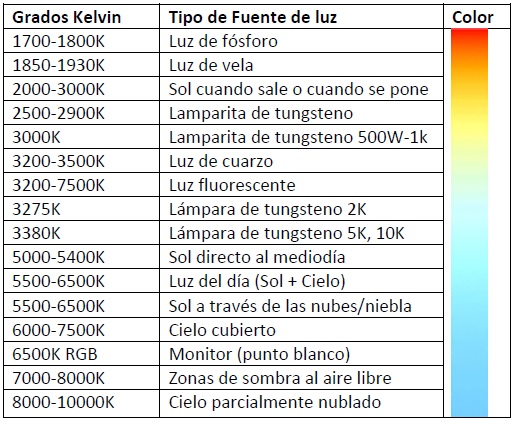 Grados Kelvin Tipo de Fuente de luz Color
1700-1800K Luz de fósforo
1850-1930K Luz de vela
2000-3000K Sol cuando sale o cuando se pone
2500-2900K Lamparita de tungsteno
3000K Lamparita de tungsteno 500W-1k
3200-3500K Luz de cuarzo
3200-7500K Luz fluorescente
3275K Lámpara de tungsteno 2K
3380K Lámpara de tungsteno 5K, 10K
5000-5400K Sol directo al mediodía
5500-6500K Luz del día (Sol + Cielo)
5500-6500K Sol a través de las nubes/niebla
6000-7500K Cielo cubierto
6500K RGB Monitor (punto blanco)
7000-8000K Zonas de sombra al aire libre
8000-10000K Cielo parcialmente nublado